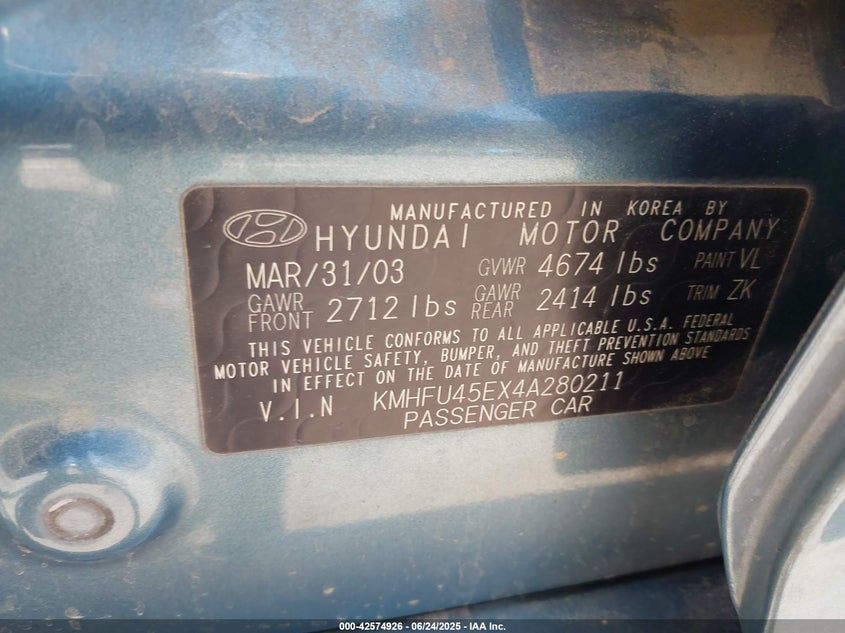 MANUFACTURED IN KOREA BY
HYUNDAI MOTOR COMPANY
MAR/31/03 GVWR 4674 lbs PAINT VL
GAWR FRONT 2712 lbs GAWR REAR 2414 lbs TRIM ZK
THIS VEHICLE CONFORMS TO ALL APPLICABLE U.S.A. FEDERAL
MOTOR VEHICLE SAFETY, BUMPER, AND THEFT PREVENTION STANDARDS
IN EFFECT ON THE DATE OF MANUFACTURE SHOWN ABOVE
V.I.N KMHFU45EX4A280211
PASSENGER CAR
000-42574926 - 06/24/2025 - IAA Inc.